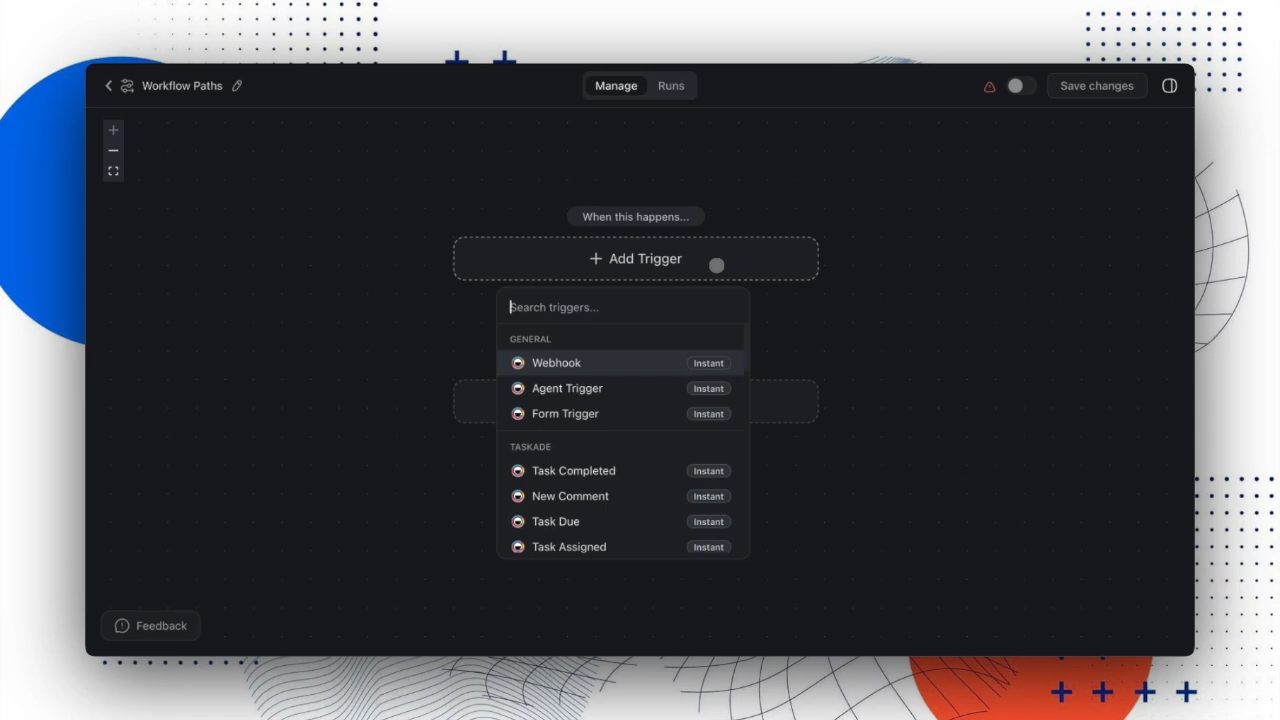 Workflow Paths
Manage
Runs
Save changes
When this happens...
Add Trigger
Search triggers...
GENERAL
Webhook Instant
Agent Trigger Instant
Form Trigger Instant
TASKADE
Task Completed Instant
New Comment Instant
Task Due Instant
Task Assigned Instant
Feedback